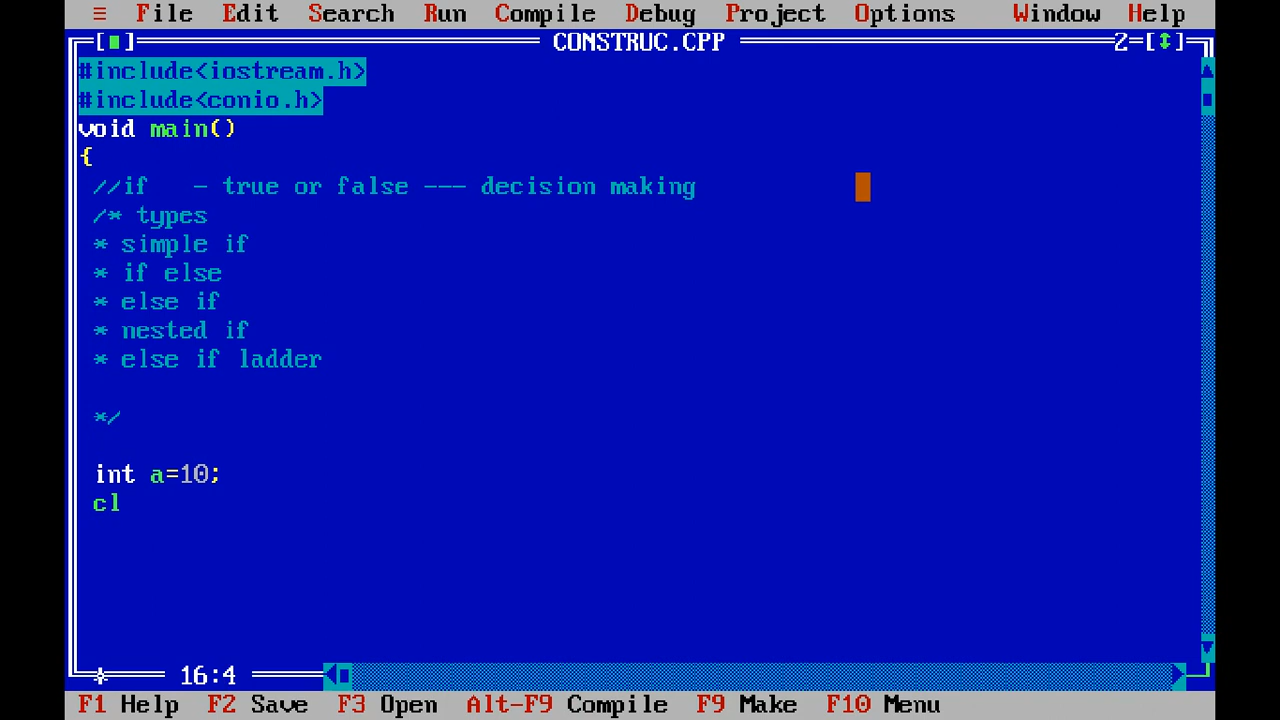 ≡ File Edit Search Run Compile Debug Project Options Window Help
[■] CONSTRUC.CPP 2=[↕]
#include<iostream.h>
#include<conio.h>
void main()
{
//if - true or false --- decision making
/* types
* simple if
* if else
* else if
* nested if
* else if ladder
*/
int a=10;
cl
16:4
F1 Help F2 Save F3 Open Alt-F9 Compile F9 Make F10 Menu